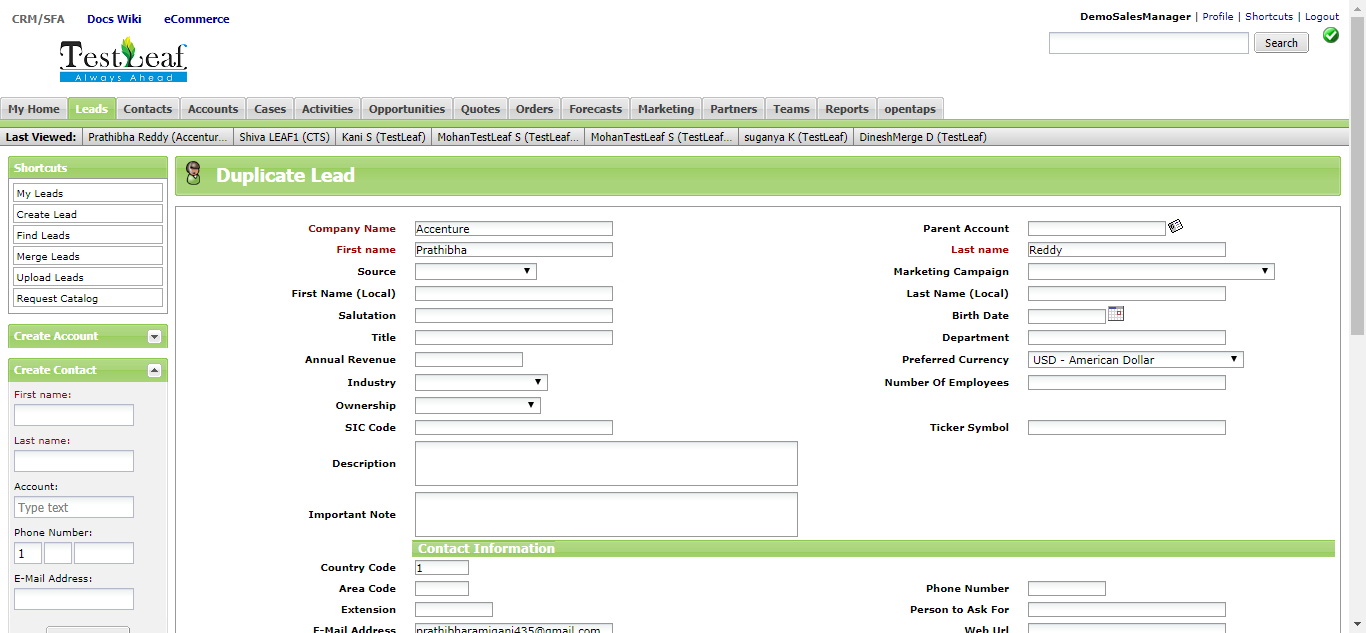 CRM/SFA Docs Wiki eCommerce
DemoSalesManager | Profile | Shortcuts | Logout
TestLeaf
Always Ahead
Search
My Home Leads Contacts Accounts Cases Activities Opportunities Quotes Orders Forecasts Marketing Partners Teams Reports opentaps
Last Viewed: Prathibha Reddy (Accentur... Shiva LEAF1 (CTS) Kani S (TestLeaf) MohanTestLeaf S (TestLeaf... MohanTestLeaf S (TestLeaf... suganya K (TestLeaf) DineshMerge D (TestLeaf)
Shortcuts
My Leads
Create Lead
Find Leads
Merge Leads
Upload Leads
Request Catalog
Create Account
Create Contact
First name:
Last name:
Account:
Type text
Phone Number:
1
E-Mail Address:
Duplicate Lead
Company Name Accenture Parent Account
First name Prathibha Last name Reddy
Source Marketing Campaign
First Name (Local) Last Name (Local)
Salutation Birth Date
Title Department
Annual Revenue Preferred Currency USD - American Dollar
Industry Number Of Employees
Ownership
SIC Code Ticker Symbol
Description
Important Note
Contact Information
Country Code 1
Area Code Phone Number
Extension Person to Ask For
E-Mail Address prathibharamigani435@gmail.com Web Url